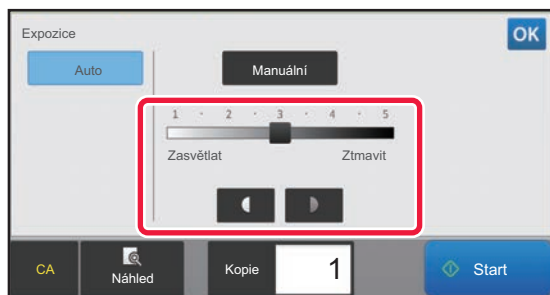 Expozice
OK
Auto
Manuální
1 · 2 · 3 · 4 · 5
Zasvětlat
Ztmavit
CA
Náhled
Kopie
1
Start